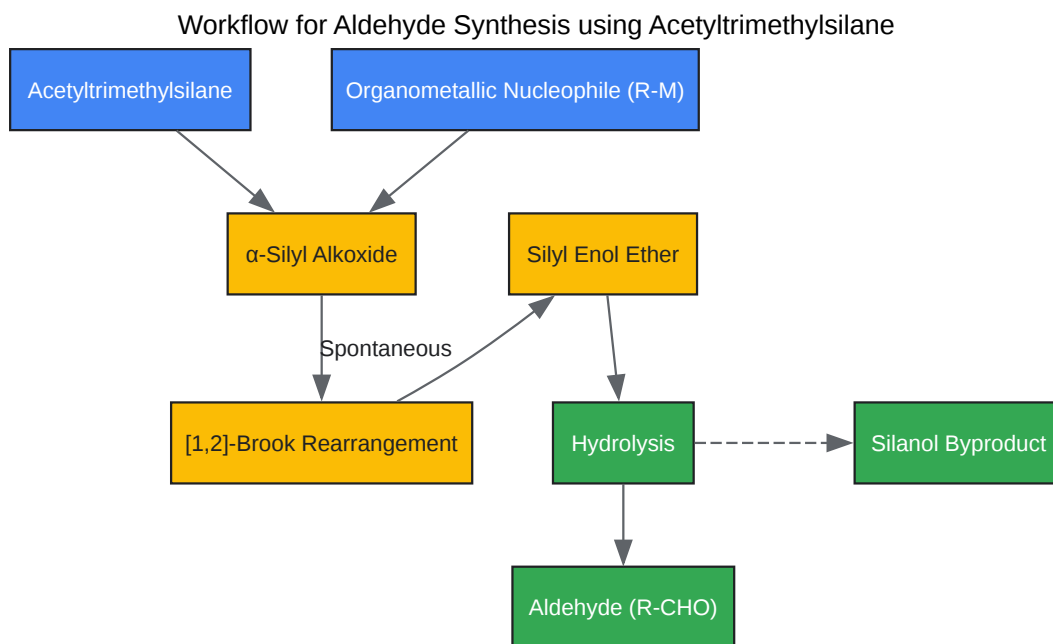 Workflow for Aldehyde Synthesis using Acetyltrimethylsilane
Acetyltrimethylsilane
Organometallic Nucleophile (R-M)
α-Silyl Alkoxide
Silyl Enol Ether
Spontaneous
[1,2]-Brook Rearrangement
Hydrolysis
Silanol Byproduct
Aldehyde (R-CHO)